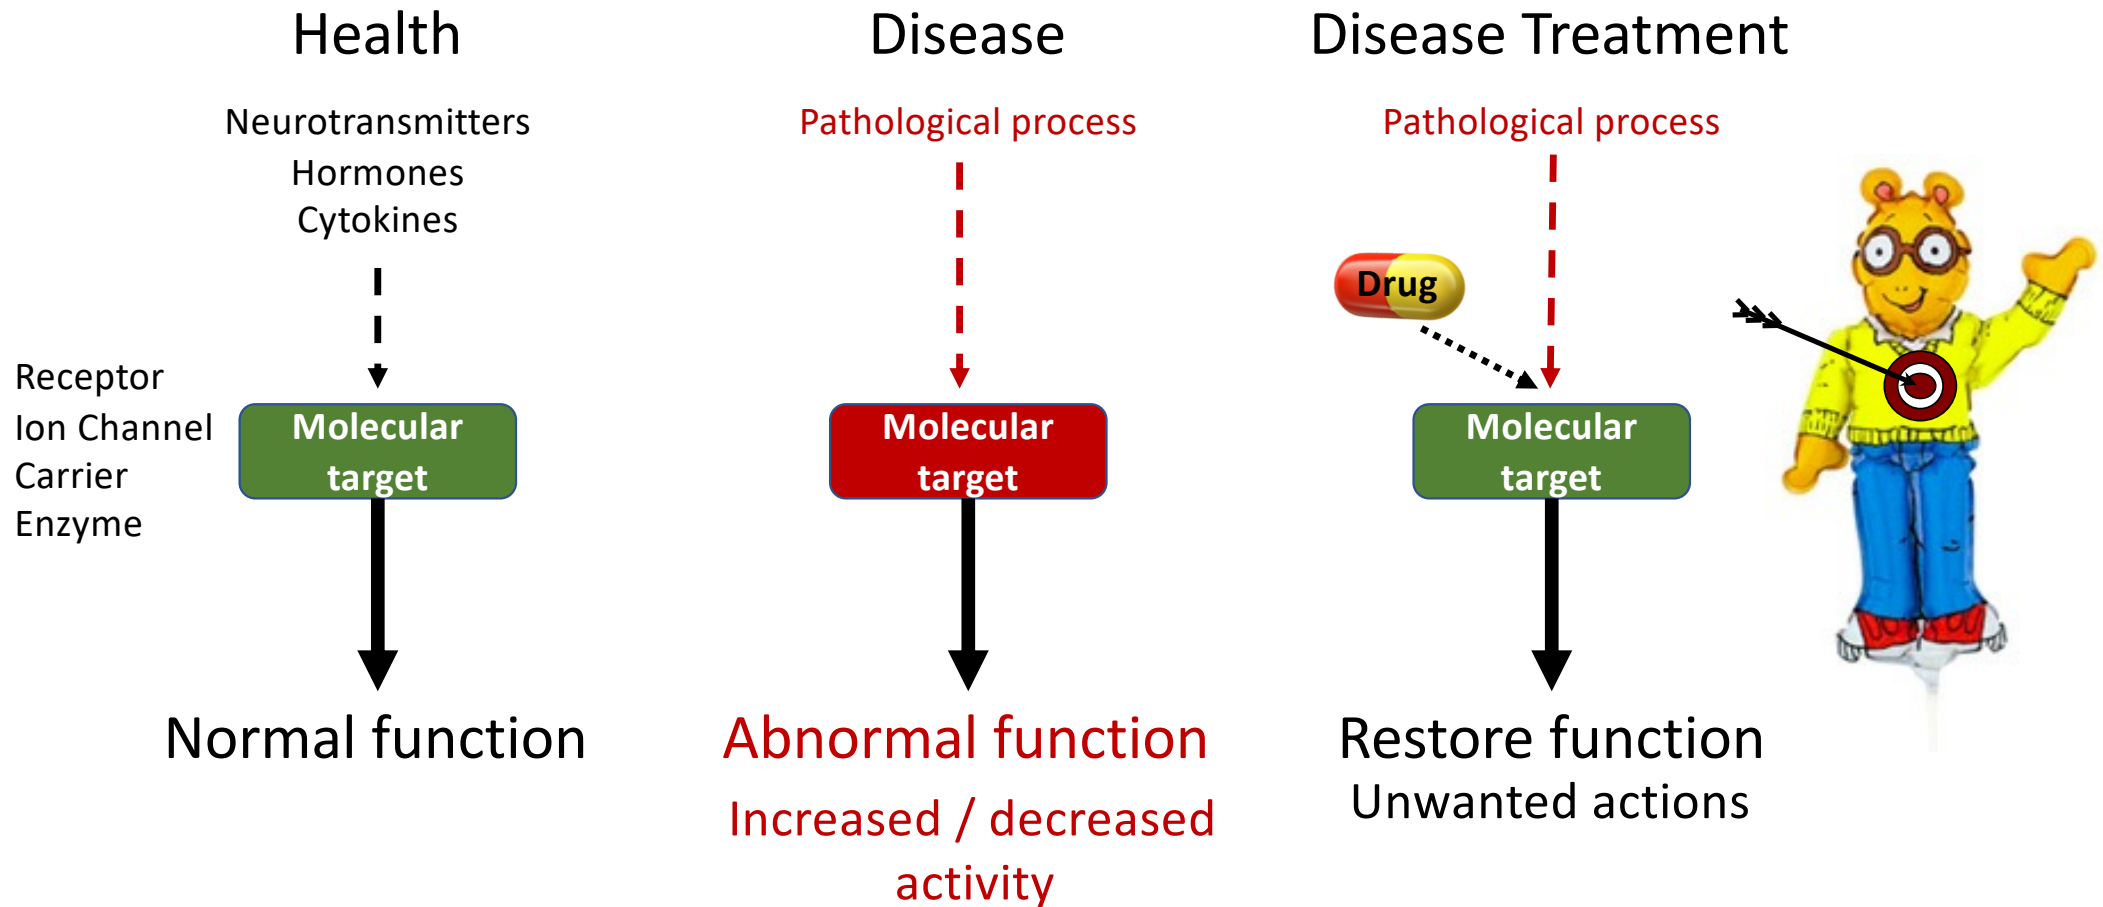 Health
Neurotransmitters
Hormones
Cytokines
Receptor
Ion Channel
Carrier
Enzyme
Molecular
target
Normal function
Disease
Pathological process
Molecular
target
Abnormal function
Increased / decreased
activity
Disease Treatment
Pathological process
Drug
Molecular
target
Restore function
Unwanted actions